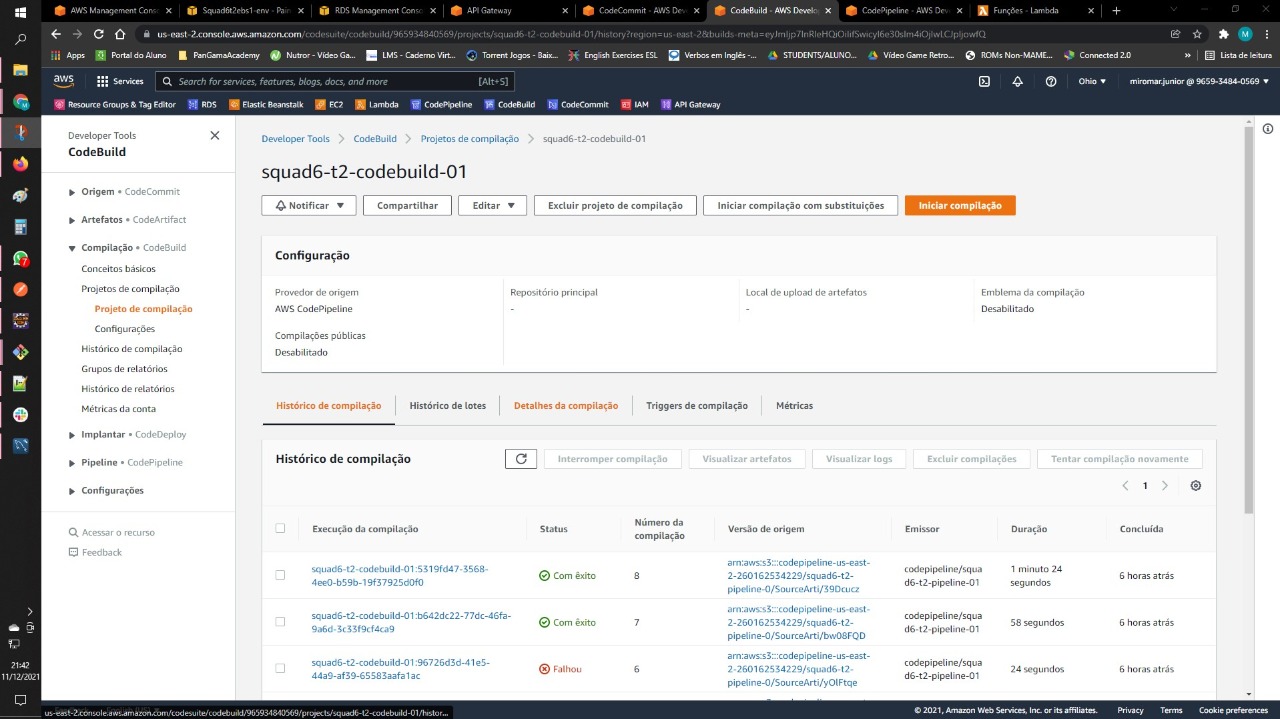 AWS Management Cons
Squad6t2ebs1-env - Pain
RDS Management Conso
API Gateway
CodeCommit - AWS Dev
CodeBuild - AWS Develop
CodePipeline - AWS Dev
Funções - Lambda
us-east-2.console.aws.amazon.com/codesuite/codebuild/965934840569/projects/squad6-t2-codebuild-01/history?region=us-east-2&builds-meta=
Apps
Portal do Aluno
PanGamaAcademy
Nutror - Vídeo Ga...
LMS - Caderno Virt...
Torrent Jogos - Baix...
English Exercises ESL
Verbos em Inglês -...
STUDENTS/ALUNO...
Video Game Retro...
ROMs No-Intro Ma...
Connected 2.0
»
Lista de leitura
aws
Services
Search for services, features, blogs, docs, and more
[Alt+S]
Ohio
miromar.junior @ 9659-3484-0569
Resource Groups & Tag Editor
RDS
Elastic Beanstalk
EC2
Lambda
CodePipeline
CodeBuild
CodeCommit
IAM
API Gateway
Developer Tools
CodeBuild
Origem • CodeCommit
Artefatos • CodeArtifact
Compilação • CodeBuild
Conceitos básicos
Projetos de compilação
Projeto de compilação
Configurações
Histórico de compilação
Grupos de relatórios
Histórico de relatórios
Métricas da conta
Implantar • CodeDeploy
Pipeline • CodePipeline
Configurações
Acessar o recurso
Feedback
Developer Tools > CodeBuild > Projetos de compilação > squad6-t2-codebuild-01
squad6-t2-codebuild-01
Notificar
Compartilhar
Editar
Excluir projeto de compilação
Iniciar compilação com substituições
Iniciar compilação
Configuração
Provedor de origem
AWS CodePipeline
Repositório principal
-
Local de upload de artefatos
-
Emblema da compilação
Desabilitado
Compilações públicas
Desabilitado
Histórico de compilação
Histórico de lotes
Detalhes da compilação
Triggers de compilação
Métricas
Histórico de compilação
Interromper compilação
Visualizar artefatos
Visualizar logs
Excluir compilações
Tentar compilação novamente
1
Execução da compilação
Status
Número da
compilação
Versão de origem
Emissor
Duração
Concluída
squad6-t2-codebuild-01:5319fd47-3568-
4ee0-b59b-19f37925d0f0
Com êxito
8
arn:aws:s3:::codepipeline-us-east-
2-260162534229/squad6-t2-
pipeline-0/SourceArti/39Dcucz
codepipeline/squa
d6-t2-pipeline-01
1 minuto 24
segundos
6 horas atrás
squad6-t2-codebuild-01:b642dc22-77dc-46fa-
9a6d-3c33f9cf4ca9
Com êxito
7
arn:aws:s3:::codepipeline-us-east-
2-260162534229/squad6-t2-
pipeline-0/SourceArti/bw08FQD
codepipeline/squa
d6-t2-pipeline-01
58 segundos
6 horas atrás
squad6-t2-codebuild-01:96726d3d-41e5-
44a9-af39-65583aafa1ac
Falhou
6
arn:aws:s3:::codepipeline-us-east-
2-260162534229/squad6-t2-
pipeline-0/SourceArti/yOlFtqe
codepipeline/squa
d6-t2-pipeline-01
24 segundos
6 horas atrás
arn:aws:s3:::codepipeline-us-east-
7
M
21:42
11/12/2021
us-east-2.console.aws.amazon.com/codesuite/codebuild/965934840569/projects/squad6-t2-codebuild-01/histor...
© 2021, Amazon Web Services, Inc. or its affiliates.
Privacy
Terms
Cookie preferences